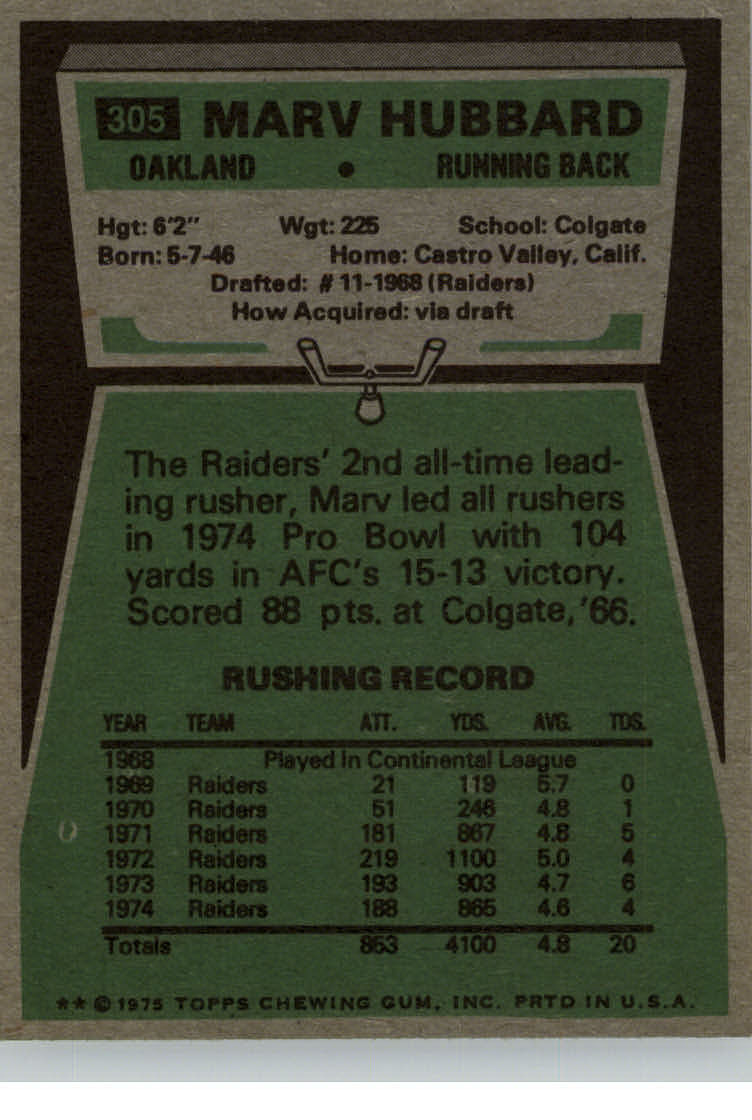 305 MARV HUBBARD
OAKLAND • RUNNING BACK
Hgt: 6'2" Wgt: 225 School: Colgate
Born: 5-7-46 Home: Castro Valley, Calif.
Drafted: # 11-1968 (Raiders)
How Acquired: via draft
The Raiders' 2nd all-time lead-
ing rusher, Marv led all rushers
in 1974 Pro Bowl with 104
yards in AFC's 15-13 victory.
Scored 88 pts. at Colgate, '66.
RUSHING RECORD
YEAR TEAM ATT. YDS. AVG. TDS.
1968 Played in Continental League
1969 Raiders 21 119 5.7 0
1970 Raiders 51 246 4.8 1
1971 Raiders 181 867 4.8 5
1972 Raiders 219 1100 5.0 4
1973 Raiders 193 903 4.7 6
1974 Raiders 188 865 4.6 4
Totals 853 4100 4.8 20
** © 1975 TOPPS CHEWING GUM, INC. PRTD IN U.S.A.